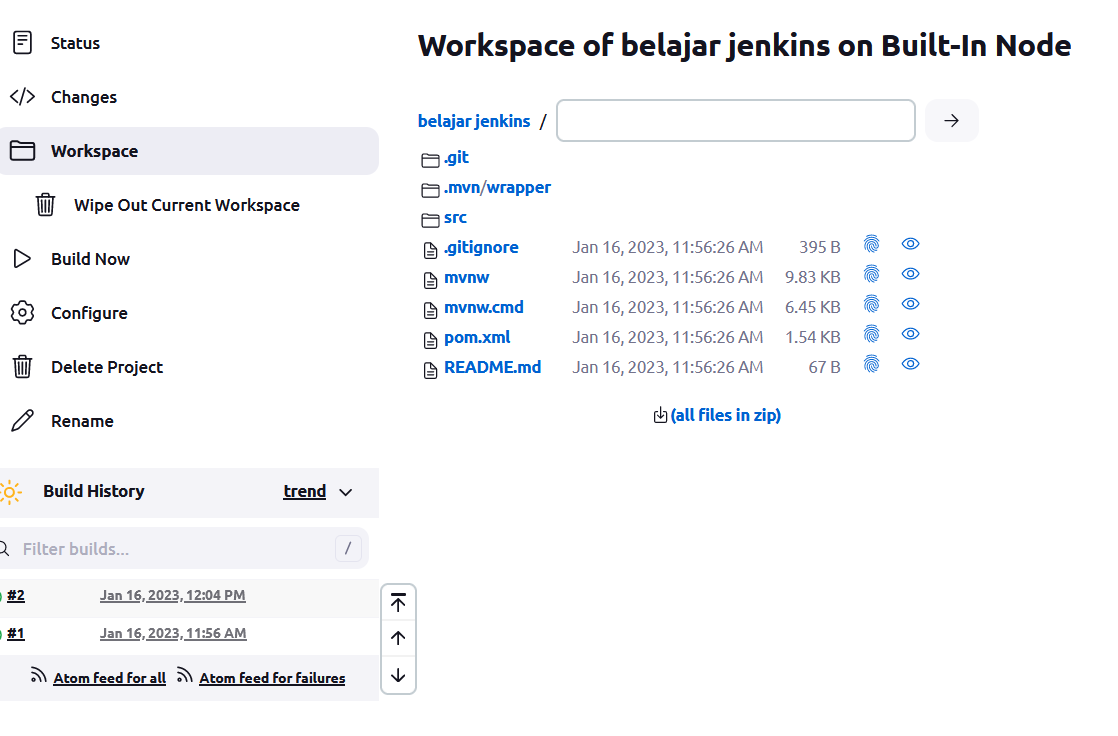 Status
Changes
Workspace
Wipe Out Current Workspace
Build Now
Configure
Delete Project
Rename
Build History trend
Filter builds... /
#2 Jan 16, 2023, 12:04 PM
#1 Jan 16, 2023, 11:56 AM
Atom feed for all Atom feed for failures
Workspace of belajar jenkins on Built-In Node
belajar jenkins /
.git
.mvn/wrapper
src
.gitignore Jan 16, 2023, 11:56:26 AM 395 B
mvnw Jan 16, 2023, 11:56:26 AM 9.83 KB
mvnw.cmd Jan 16, 2023, 11:56:26 AM 6.45 KB
pom.xml Jan 16, 2023, 11:56:26 AM 1.54 KB
README.md Jan 16, 2023, 11:56:26 AM 67 B
(all files in zip)